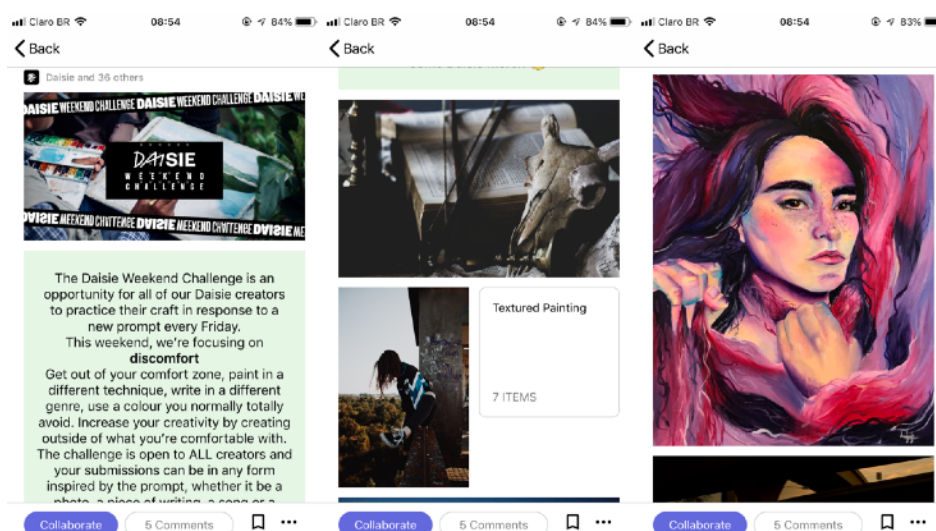 Claro BR
08:54
84%
Back
Daisie and 36 others
DAISIE WEEKEND CHALLENGE DAISIE WEEKEND CHALLENGE DAISIE WE
DAISIE
WEEKEND
CHALLENGE
The Daisie Weekend Challenge is an
opportunity for all of our Daisie creators
to practice their craft in response to a
new prompt every Friday.
This weekend, we're focusing on
discomfort
Get out of your comfort zone, paint in a
different technique, write in a different
genre, use a colour you normally totally
avoid. Increase your creativity by creating
outside of what you're comfortable with.
The challenge is open to ALL creators and
your submissions can be in any form
inspired by the prompt, whether it be a
photo, a piece of writing, a song or a
Collaborate
5 Comments
Claro BR
08:54
84%
Back
Textured Painting
7 ITEMS
Collaborate
5 Comments
Claro BR
08:54
83%
Back
Collaborate
5 Comments